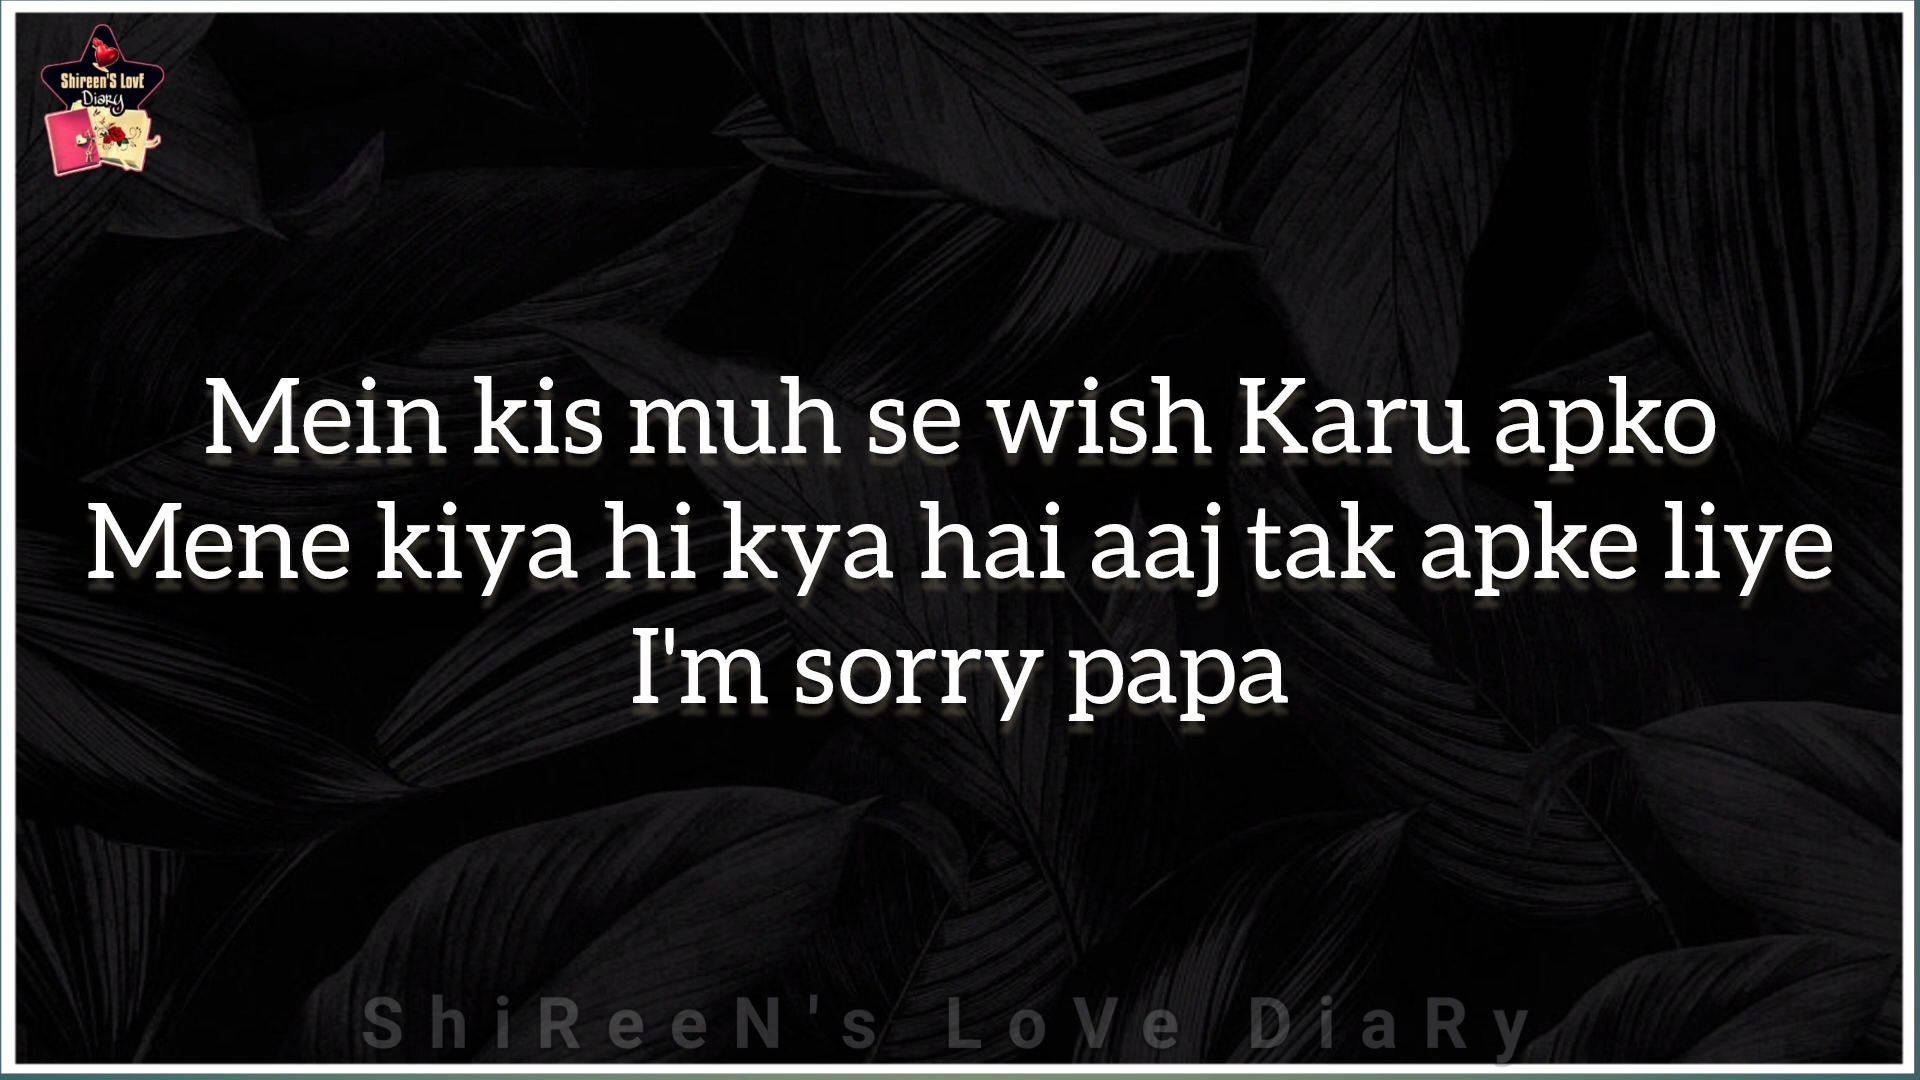 Shireen'S LovE
Diary
Mein kis muh se wish Karu apko
Mene kiya hi kya hai aaj tak apke liye
I'm sorry papa
ShiReeN's LoVe DiaRy